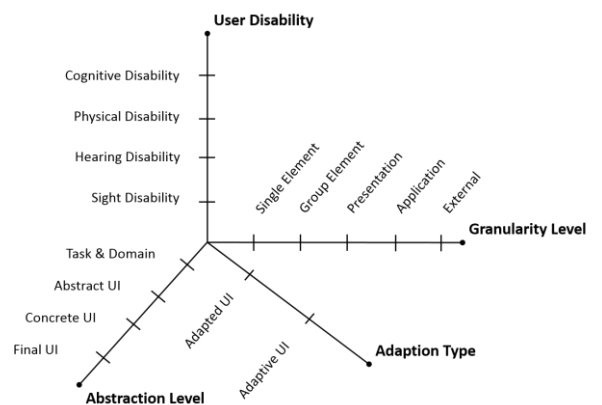 User Disability
Cognitive Disability
Physical Disability
Hearing Disability
Sight Disability
Single Element
Group Element
Presentation
Application
External
Granularity Level
Task & Domain
Abstract UI
Concrete UI
Final UI
Adapted UI
Adaptive UI
Adaption Type
Abstraction Level